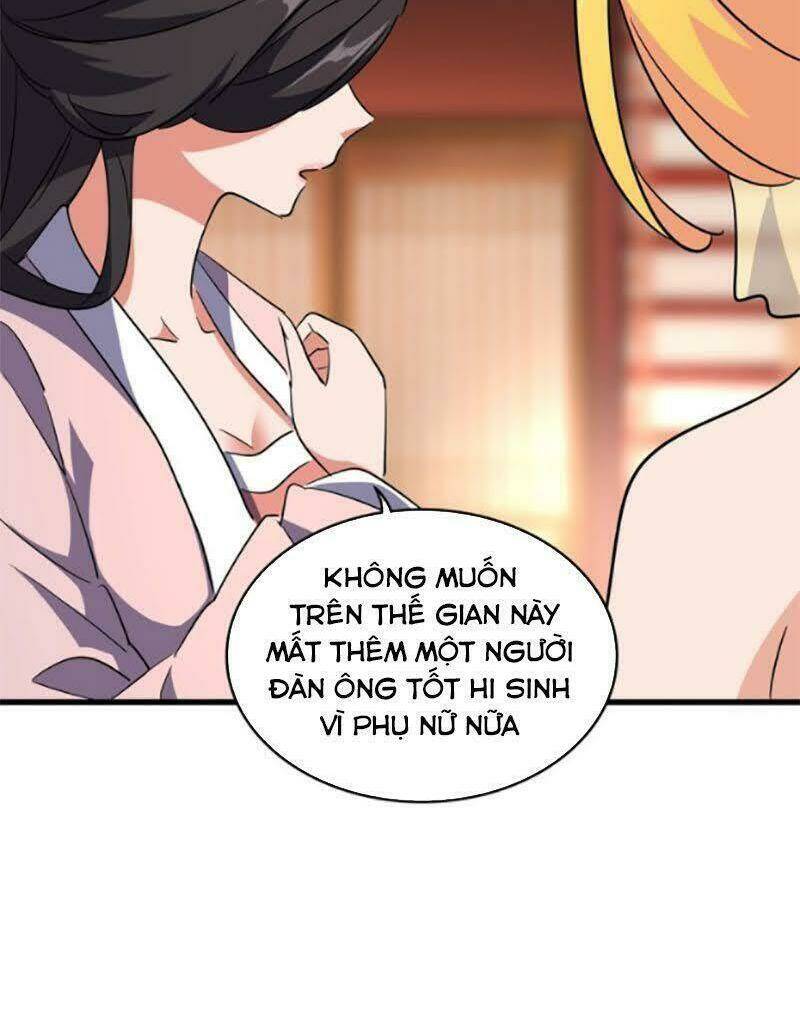 KHÔNG MUỐN
TRÊN THẾ GIAN NÀY
MẤT THÊM MỘT NGƯỜI
ĐÀN ÔNG TỐT HI SINH
VÌ PHỤ NỮ NỮA